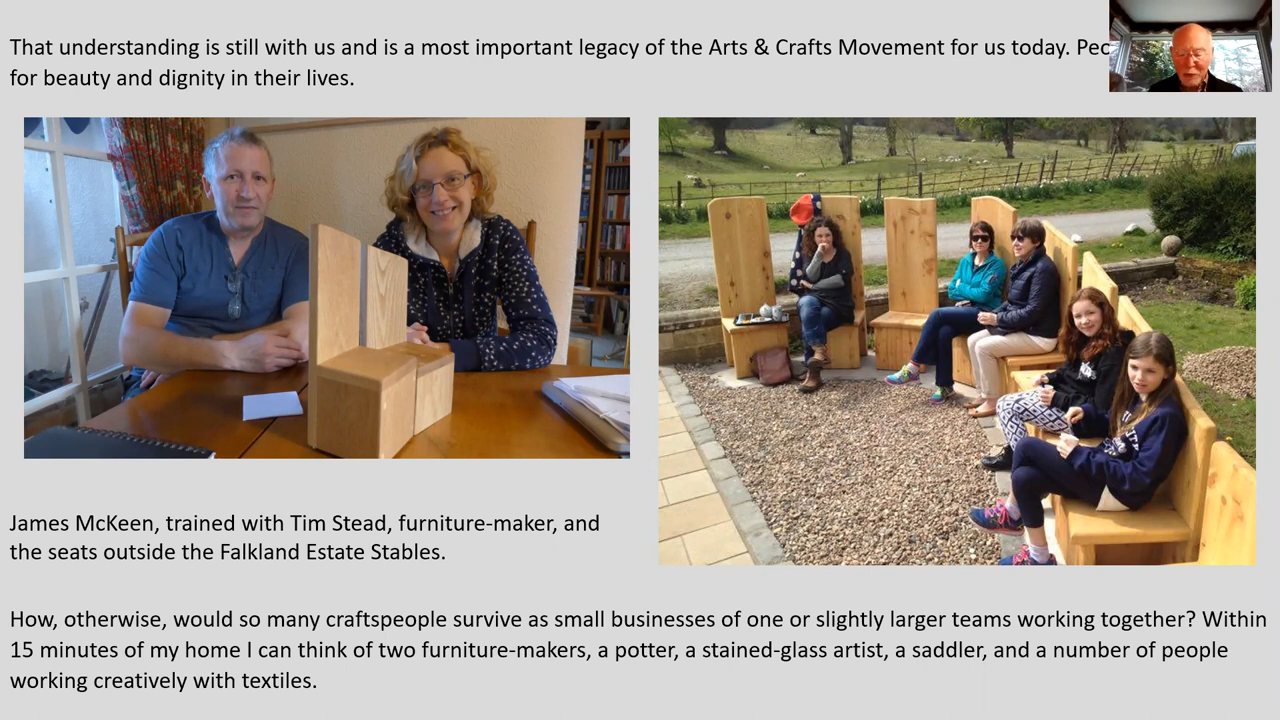 That understanding is still with us and is a most important legacy of the Arts & Crafts Movement for us today.
for beauty and dignity in their lives.
James McKeen, trained with Tim Stead, furniture-maker, and
the seats outside the Falkland Estate Stables.
How, otherwise, would so many craftspeople survive as small businesses of one or slightly larger teams working together? Within
15 minutes of my home I can think of two furniture-makers, a potter, a stained-glass artist, a saddler, and a number of people
working creatively with textiles.